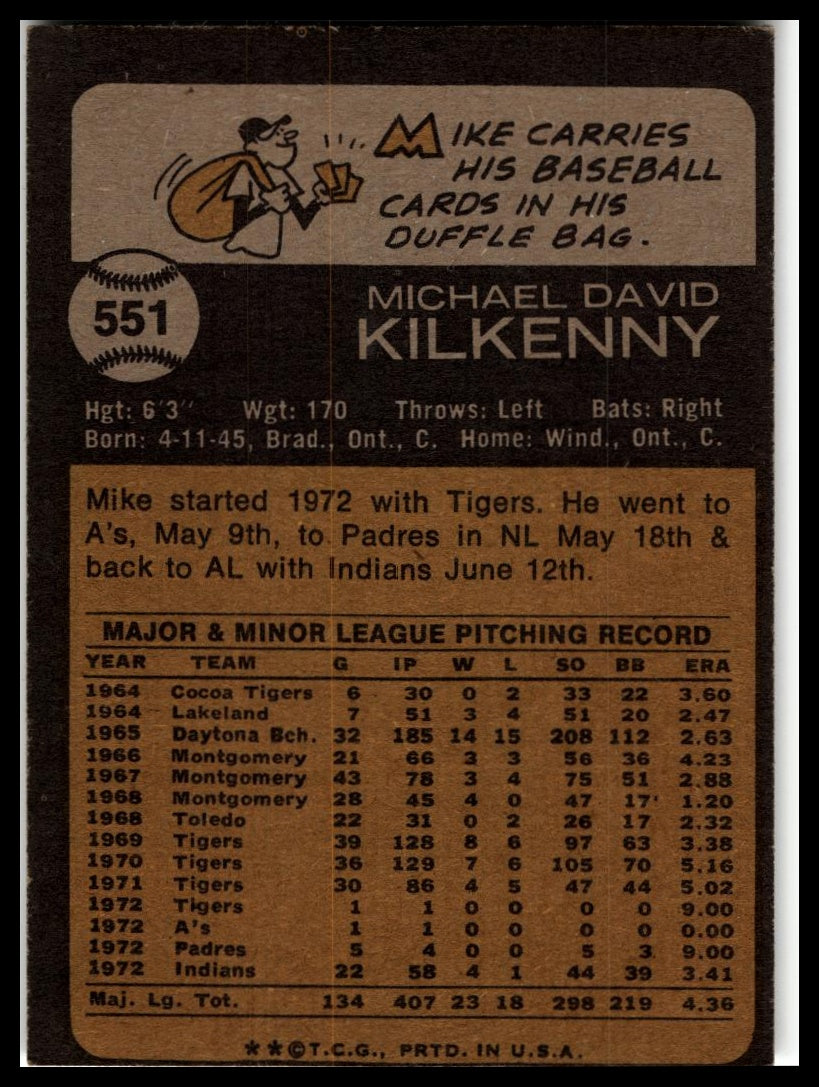 MIKE CARRIES
HIS BASEBALL
CARDS IN HIS
DUFFLE BAG.
551
MICHAEL DAVID
KILKENNY
Hgt: 6'3" Wgt: 170 Throws: Left Bats: Right
Born: 4-11-45, Brad., Ont., C. Home: Wind., Ont., C.
Mike started 1972 with Tigers. He went to
A's, May 9th, to Padres in NL May 18th &
back to AL with Indians June 12th.
MAJOR & MINOR LEAGUE PITCHING RECORD
YEAR TEAM G IP W L SO BB ERA
1964 Cocoa Tigers 6 30 0 2 33 22 3.60
1964 Lakeland 7 51 3 4 51 20 2.47
1965 Daytona Bch. 32 185 14 15 208 112 2.63
1966 Montgomery 21 66 3 3 56 36 4.23
1967 Montgomery 43 78 3 4 75 51 2.88
1968 Montgomery 28 45 4 0 47 17 1.20
1968 Toledo 22 31 0 2 26 17 2.32
1969 Tigers 39 128 8 6 97 63 3.38
1970 Tigers 36 129 7 6 105 70 5.16
1971 Tigers 30 86 4 5 47 44 5.02
1972 Tigers 1 1 0 0 0 0 9.00
1972 A's 1 1 0 0 0 0 0.00
1972 Padres 5 4 0 0 5 3 9.00
1972 Indians 22 58 4 1 44 39 3.41
Maj. Lg. Tot. 134 407 23 18 298 219 4.36
**©T.C.G., PRTD. IN U.S.A.